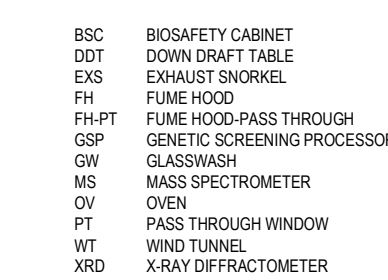 BSC BIOSAFETY CABINET
DDT DOWN DRAFT TABLE
EXS EXHAUST SNORKEL
FH FUME HOOD
FH-PT FUME HOOD-PASS THROUGH
GSP GENETIC SCREENING PROCESSOR
GW GLASSWASH
MS MASS SPECTROMETER
OV OVEN
PT PASS THROUGH WINDOW
WT WIND TUNNEL
XRD X-RAY DIFFRACTOMETER